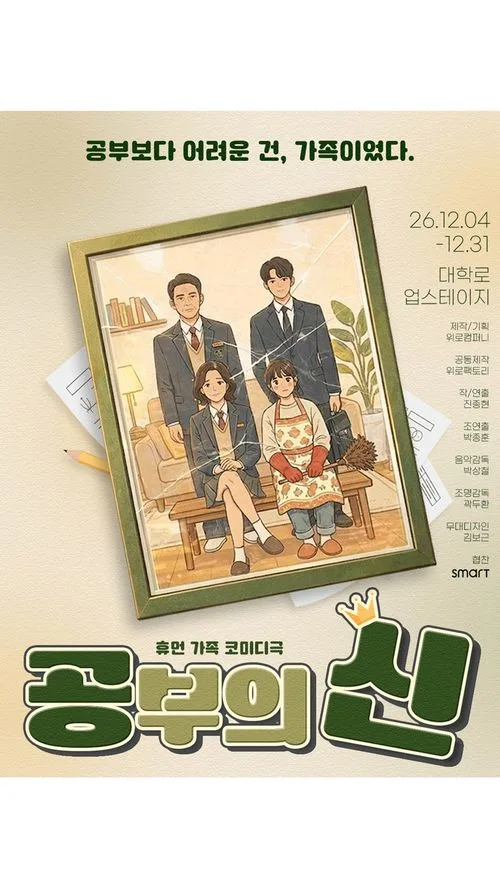 공부보다 어려운 건, 가족이었다.
26.12.04
-12.31
대학로
업스테이지
제작/기획
위로컴퍼니
공동제작
위로팩토리
작/연출
진종현
조연출
박종훈
음악감독
박상철
조명감독
곽두환
무대디자인
김보근
협찬
smart
휴먼 가족 코미디극
공부의 신